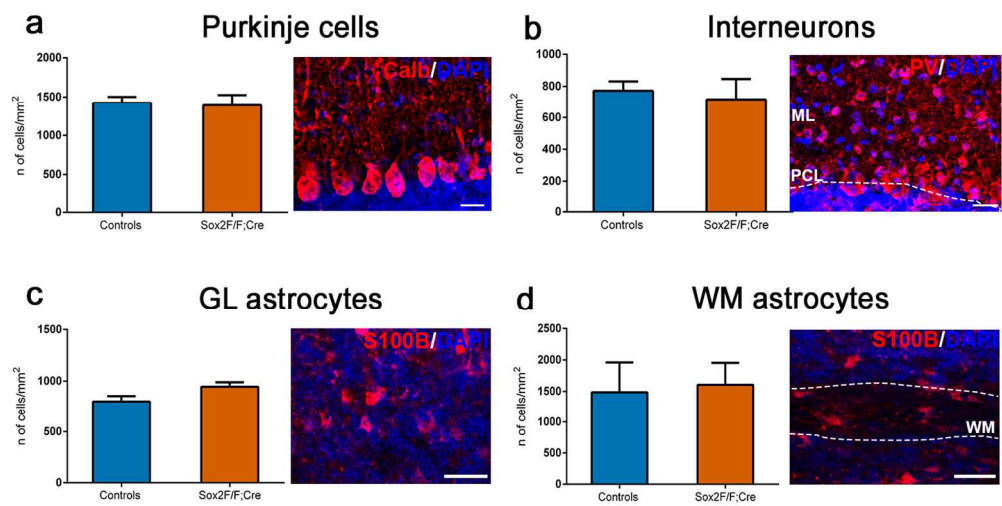 a Purkinje cells
n of cells/mm2
2000
1500
1000
500
0
Controls Sox2F/F;Cre
Calb/DAPI
b Interneurons
n of cells/mm2
1000
800
600
400
200
0
Controls Sox2F/F;Cre
PV/DAPI
ML
PCL
c GL astrocytes
n of cells/mm2
1500
1000
500
0
Controls Sox2F/F;Cre
S100B/DAPI
d WM astrocytes
n of cells/mm2
2500
2000
1500
1000
500
0
Controls Sox2F/F;Cre
S100B/DAPI
WM